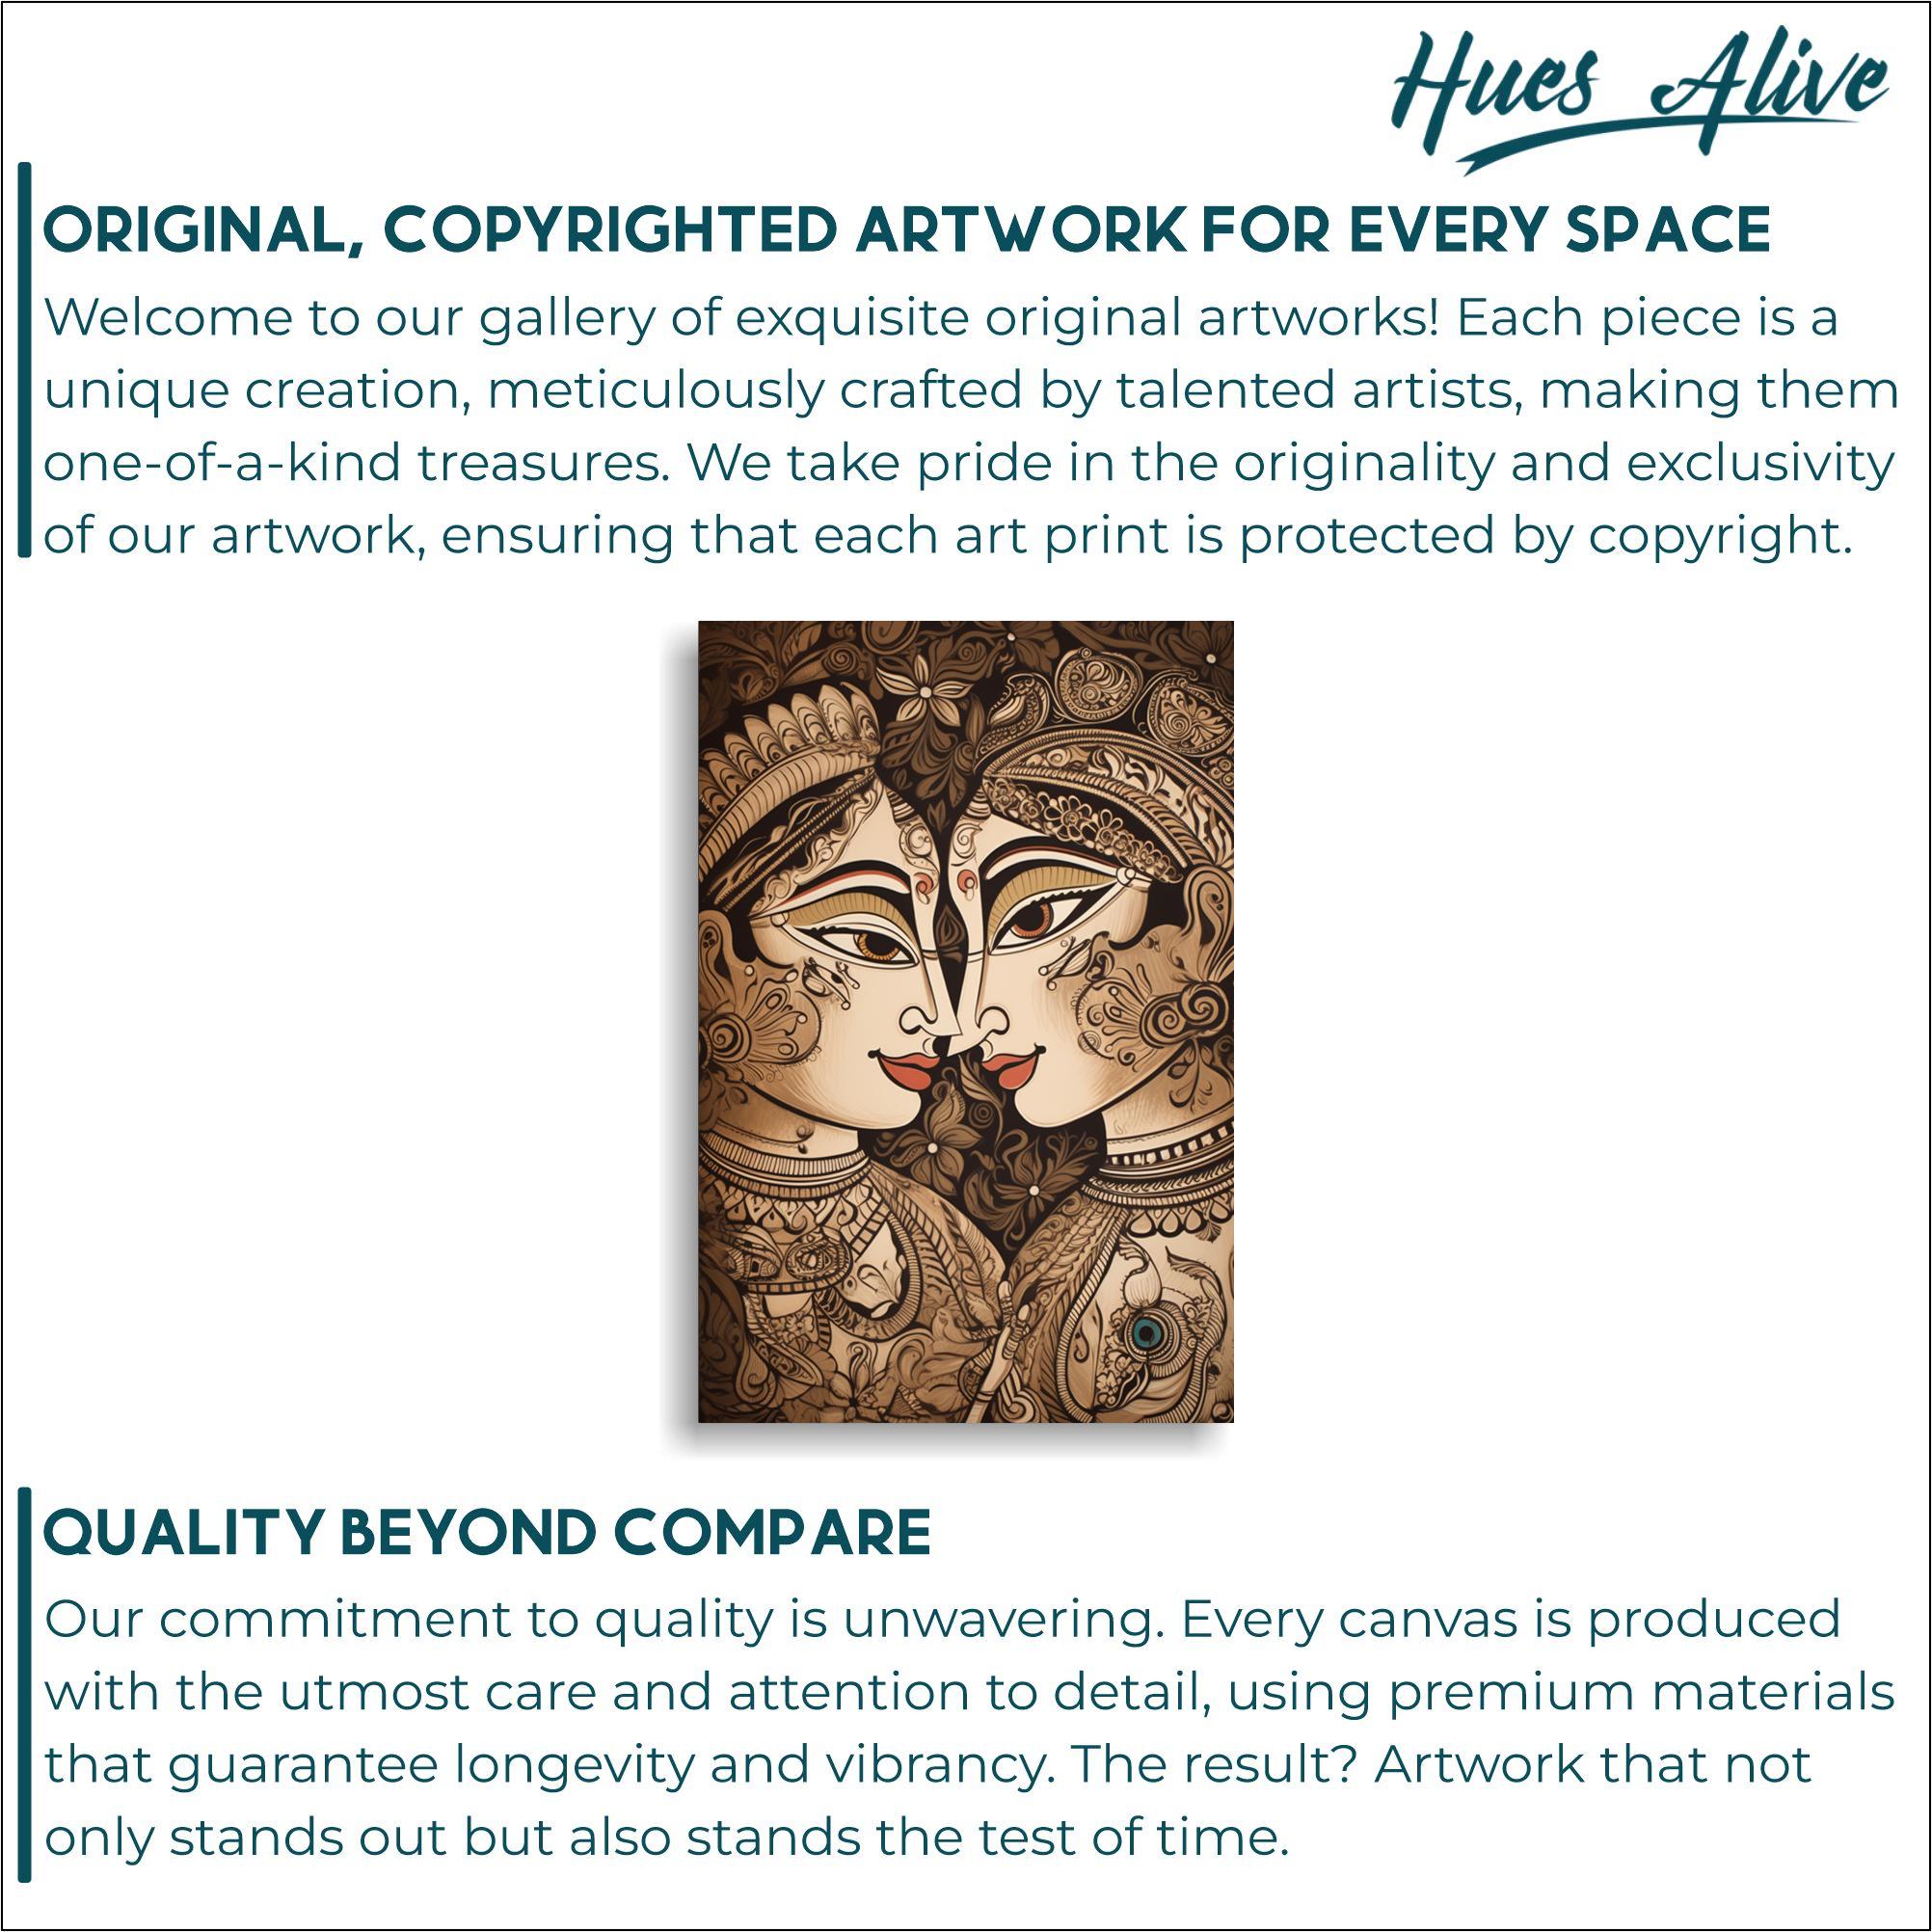 Hues Alive
ORIGINAL, COPYRIGHTED ARTWORK FOR EVERY SPACE
Welcome to our gallery of exquisite original artworks! Each piece is a
unique creation, meticulously crafted by talented artists, making them
one-of-a-kind treasures. We take pride in the originality and exclusivity
of our artwork, ensuring that each art print is protected by copyright.
QUALITY BEYOND COMPARE
Our commitment to quality is unwavering. Every canvas is produced
with the utmost care and attention to detail, using premium materials
that guarantee longevity and vibrancy. The result? Artwork that not
only stands out but also stands the test of time.